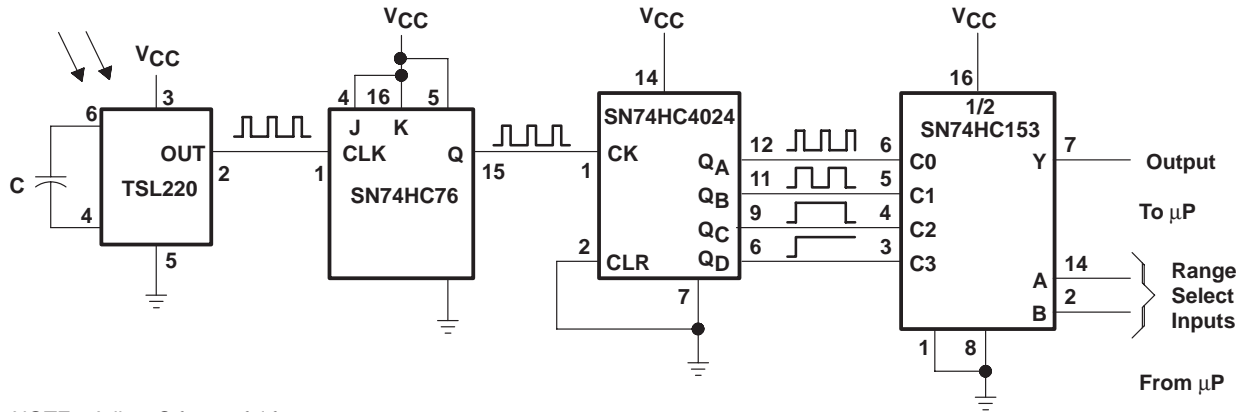 VCC
3
6
OUT
2
TSL220
C
4
5
VCC
4
16
5
J
K
CLK
Q
1
15
SN74HC76
VCC
14
SN74HC4024
CK
1
QA
12
QB
11
QC
9
QD
6
2
CLR
7
VCC
16
1/2
SN74HC153
6
C0
5
C1
4
C2
3
C3
Y
7
Output
To μP
A
14
B
2
Range
Select
Inputs
1
8
From μP